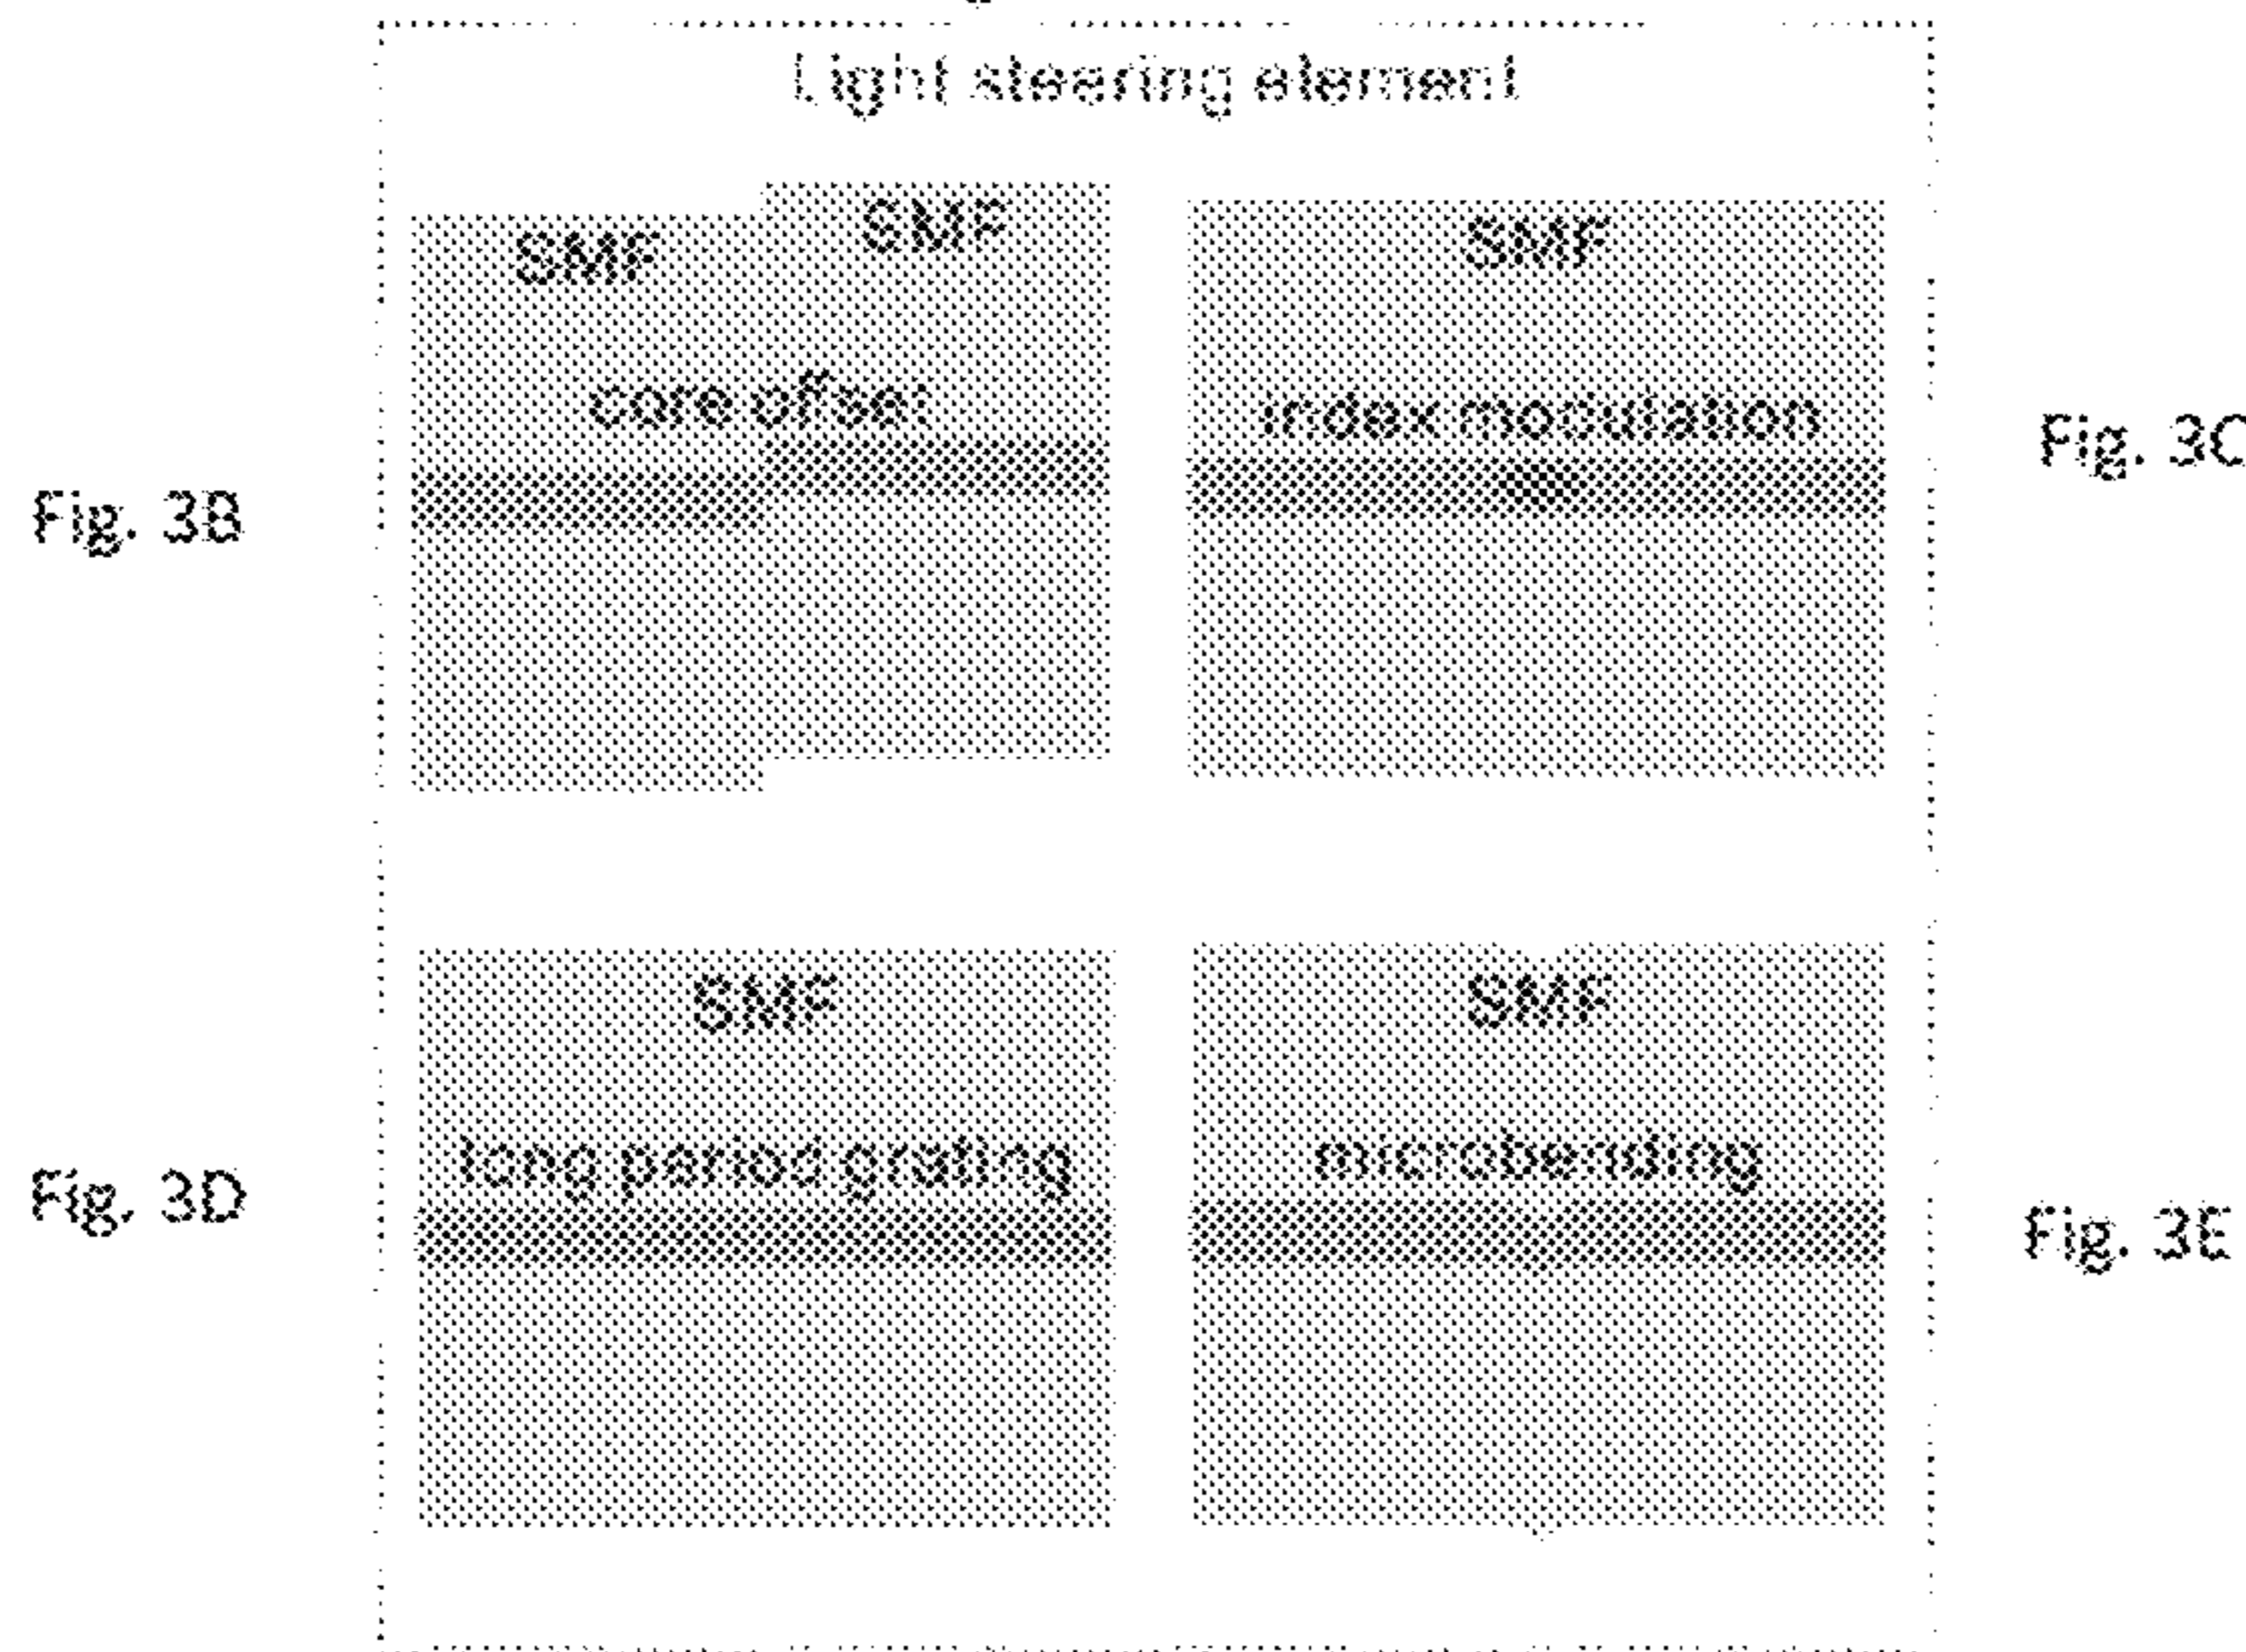 Light steering element
SMF
SMF
core offset
SMF
index modulation
Fig. 3B
Fig. 3C
SMF
long period grating
SMF
microbending
Fig. 3D
Fig. 3E